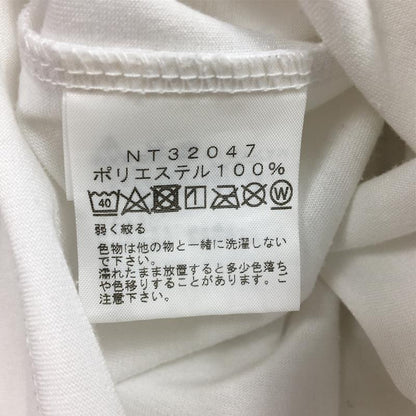 NT32047
ポリエステル100%
40 W
弱く絞る
色物は他の物と一緒に洗濯しない
で下さい。
濡れたまま放置すると多少色落ち
や色移りすることがあります。ご
注意下さい。